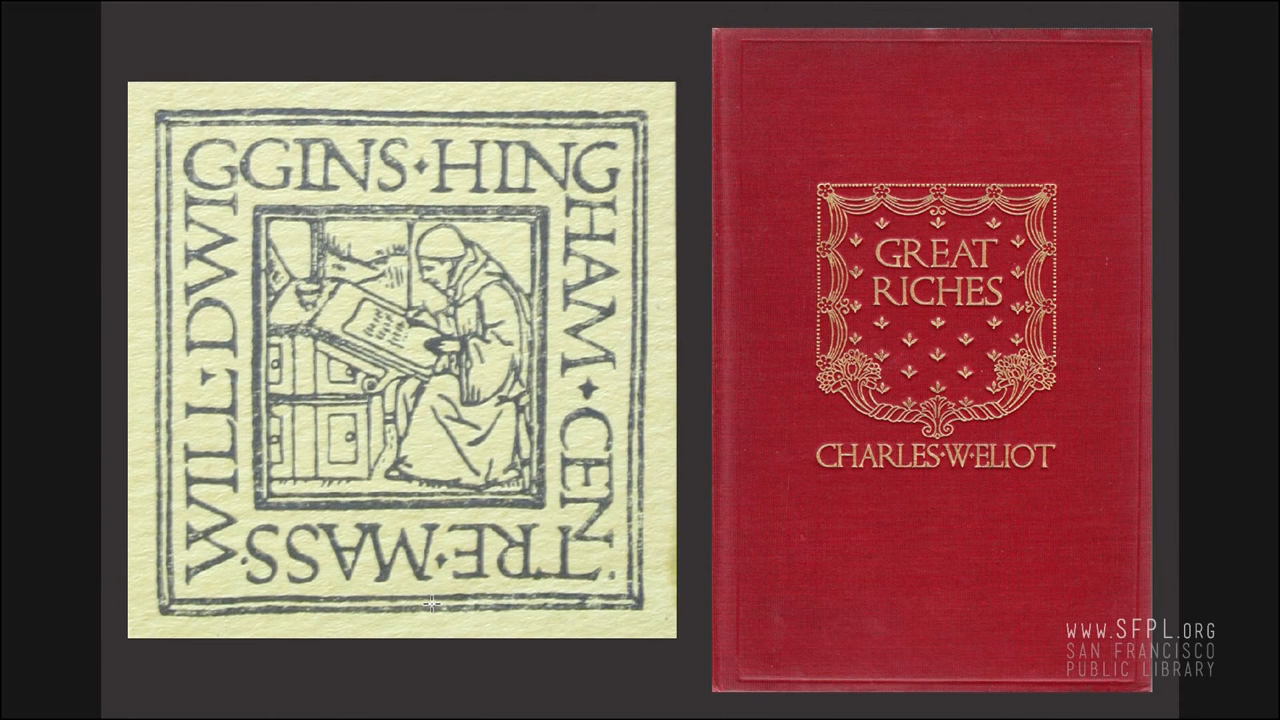 WILL·DWIGGINS·HINGHAM·CENTRE·MASS·
GREAT
RICHES
CHARLES·W·ELIOT
WWW.SFPL.ORG
SAN FRANCISCO
PUBLIC LIBRARY